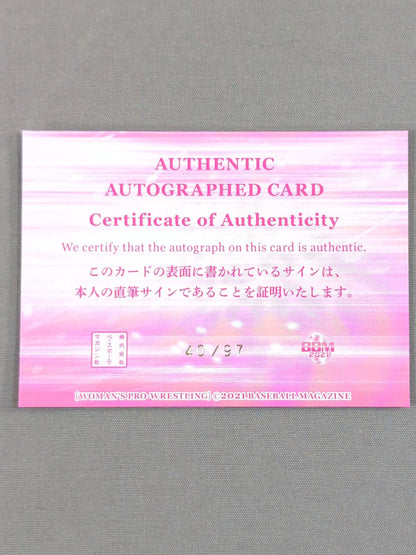 AUTHENTIC
AUTOGRAPHED CARD
Certificate of Authenticity
We certify that the autograph on this card is authentic.
このカードの表面に書かれているサインは、
本人の直筆サインであることを証明いたします。
株式会社
ベースボール
マガジン社
49/97
BBM
2021
[WOMAN'S PRO-WRESTLING] ©2021 BASEBALL MAGAZINE